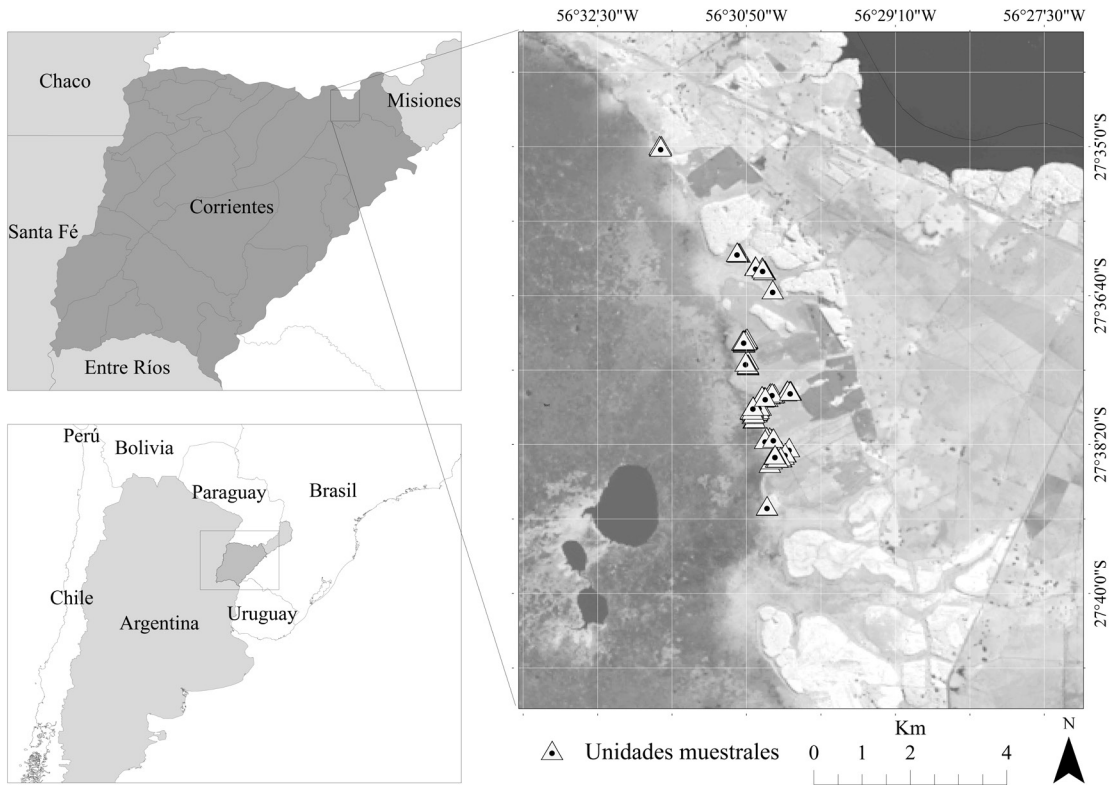 Chaco
Misiones
Corrientes
Santa Fé
Entre Ríos
Perú
Bolivia
Paraguay
Brasil
Chile
Argentina
Uruguay
56°32'30"W 56°30'50"W 56°29'10"W 56°27'30"W
27°35'0"S
27°36'40"S
27°38'20"S
27°40'0"S
Unidades muestrales
Km
0 1 2 4
N